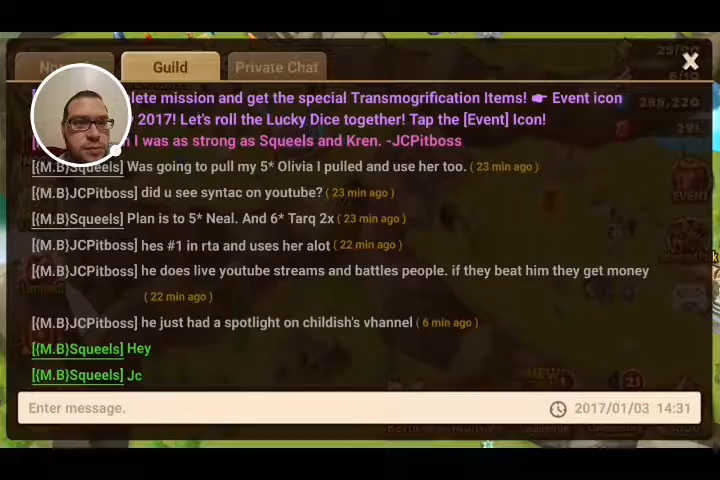 Guild
Private Chat
lete mission and get the special Transmogrification Items! Event icon
2017! Let's roll the Lucky Dice together! Tap the [Event] Icon!
I was as strong as Squeels and Kren. -JCPitboss
[{M.B}Squeels] Was going to pull my 5* Olivia I pulled and use her too. ( 23 min ago )
[{M.B}JCPitboss] did u see syntac on youtube? ( 23 min ago )
[{M.B}Squeels] Plan is to 5* Neal. And 6* Tarq 2x ( 23 min ago )
[{M.B}JCPitboss] hes #1 in rta and uses her alot ( 22 min ago )
[{M.B}JCPitboss] he does live youtube streams and battles people. if they beat him they get money
( 22 min ago )
[{M.B}JCPitboss] he just had a spotlight on childish's vhannel ( 6 min ago )
[{M.B}Squeels] Hey
[{M.B}Squeels] Jc
Enter message.
2017/01/03 14:31
288,220
EVENT